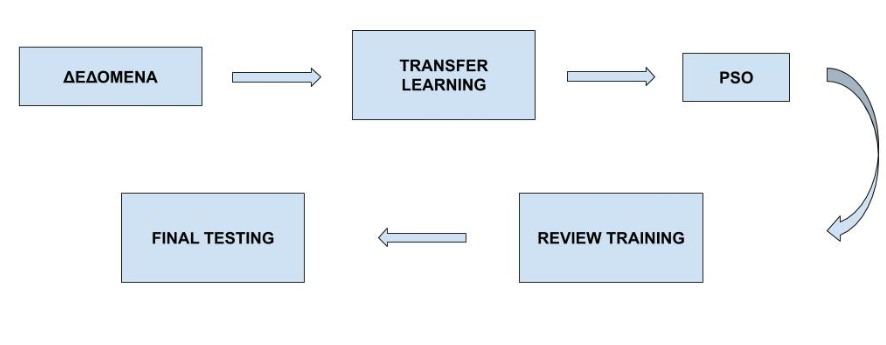 ΔΕΔΟΜΕΝΑ
TRANSFER
LEARNING
PSO
REVIEW TRAINING
FINAL TESTING